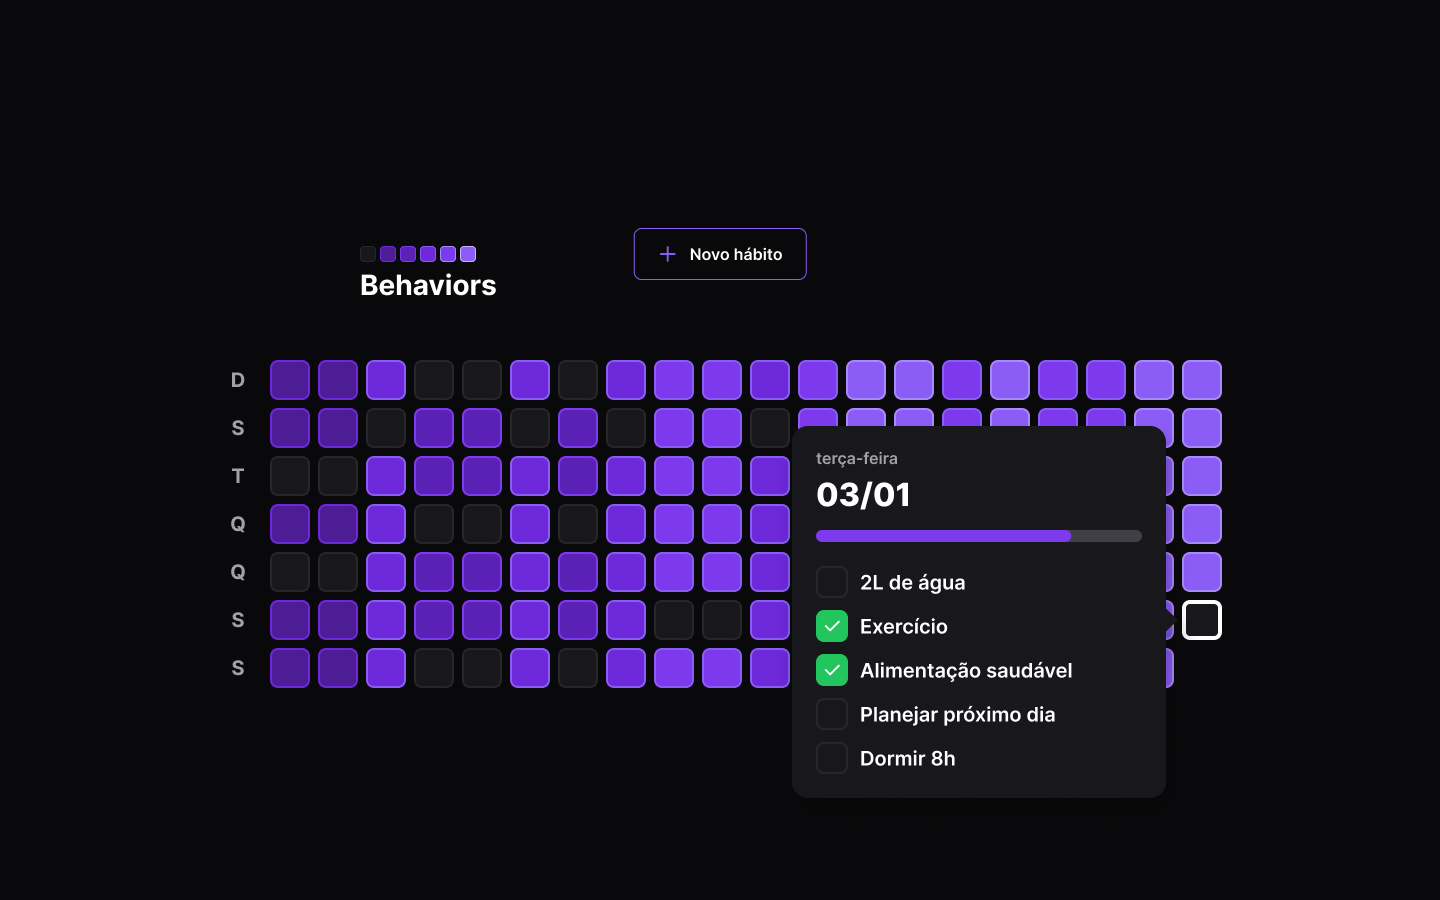 Behaviors
Novo hábito
D
S
T
Q
Q
S
S
terça-feira
03/01
2L de água
Exercício
Alimentação saudável
Planejar próximo dia
Dormir 8h